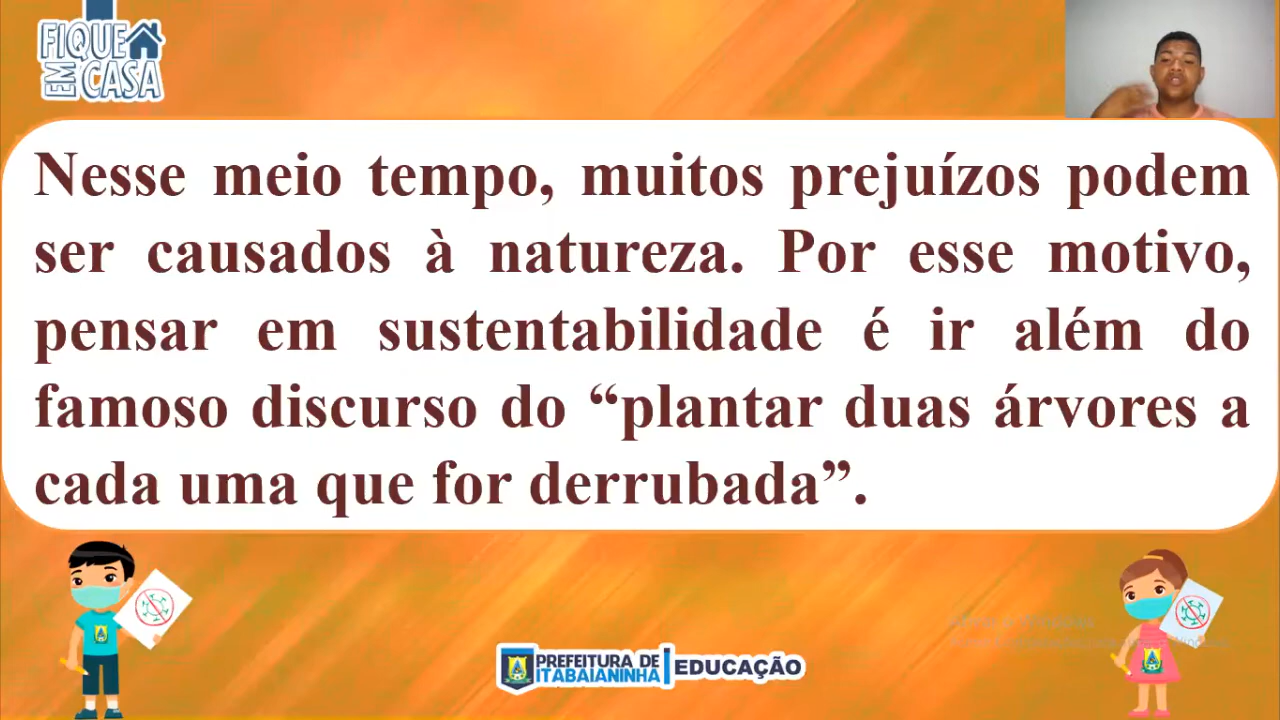 FIQUE
EM CASA
Nesse meio tempo, muitos prejuízos podem
ser causados à natureza. Por esse motivo,
pensar em sustentabilidade é ir além do
famoso discurso do “plantar duas árvores a
cada uma que for derrubada”.
PREFEITURA DE
ITABAIANINHA
EDUCAÇÃO